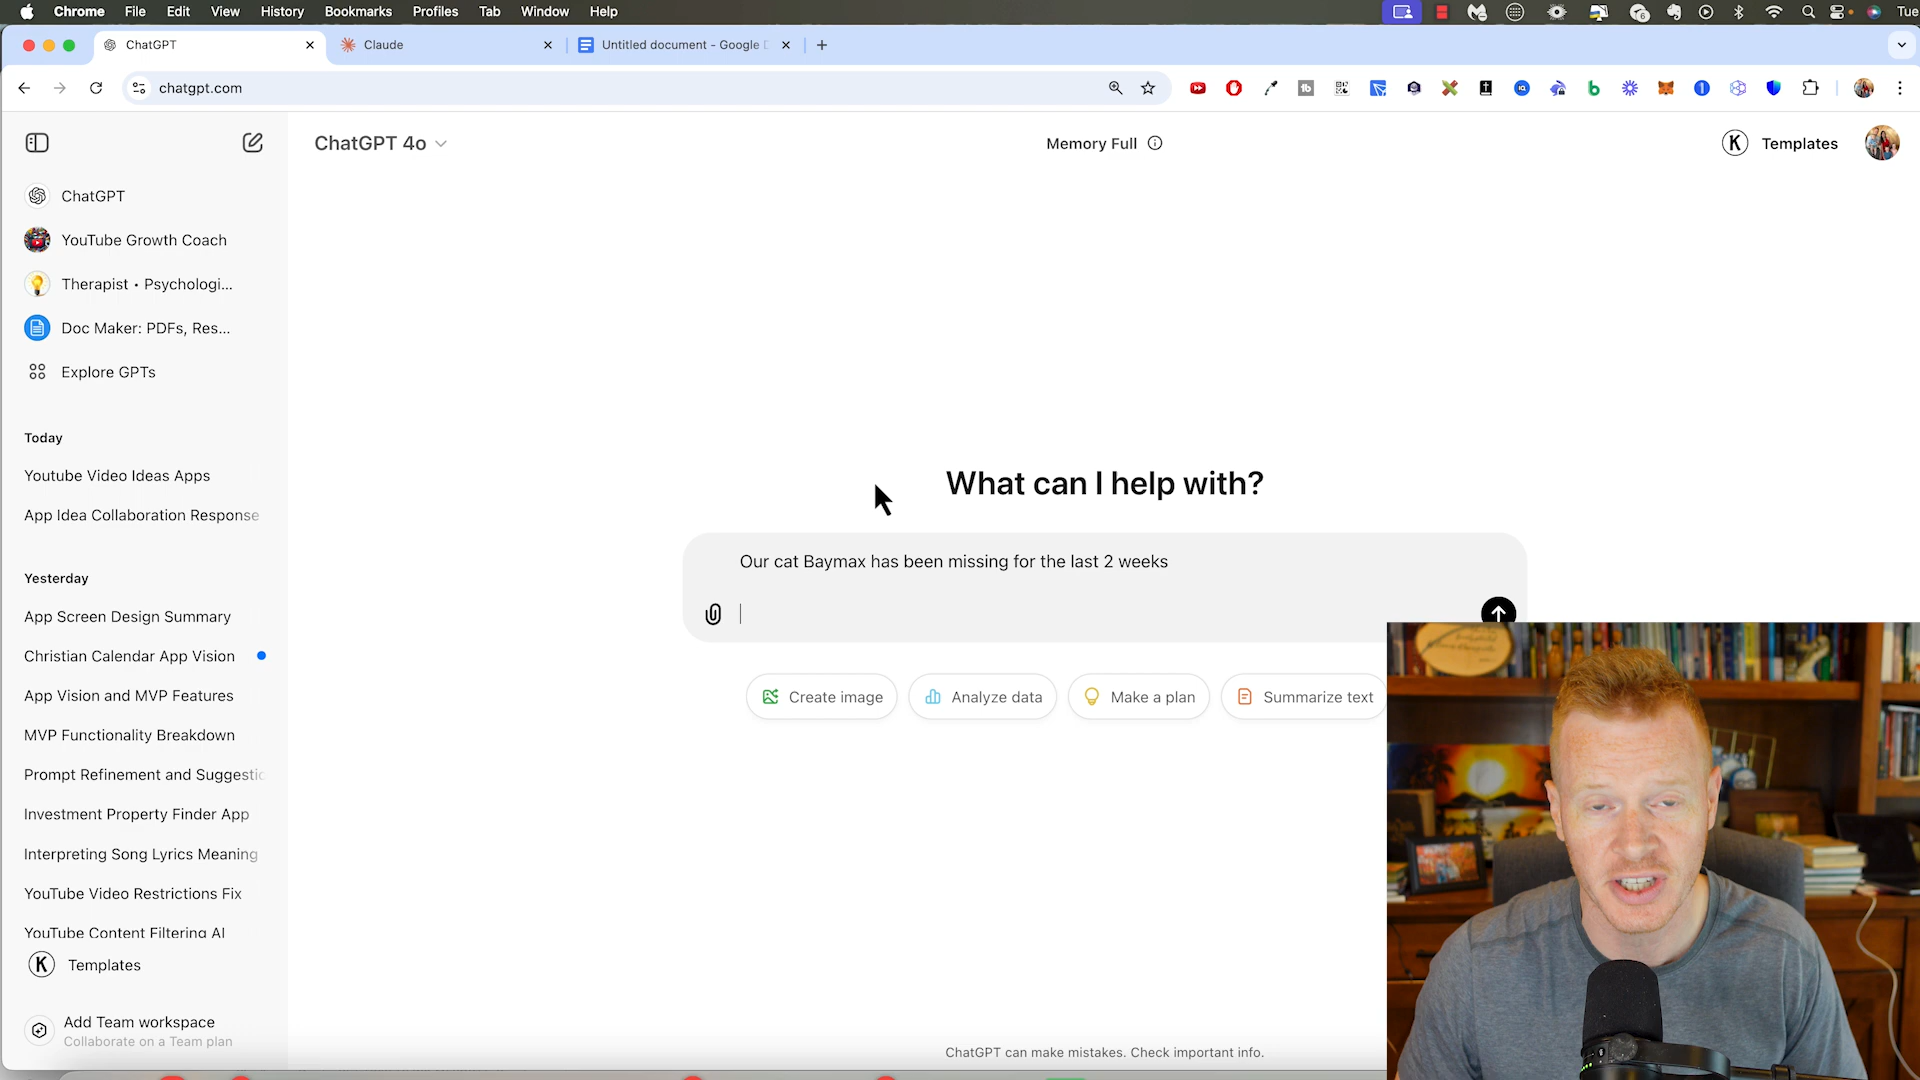 Chrome File Edit View History Bookmarks Profiles Tab Window Help Tue
ChatGPT
Claude
Untitled document - Google D
chatgpt.com
ChatGPT 4o
Memory Full
Templates
ChatGPT
YouTube Growth Coach
Therapist • Psychologi...
Doc Maker: PDFs, Res...
Explore GPTs
Today
Youtube Video Ideas Apps
App Idea Collaboration Response
Yesterday
App Screen Design Summary
Christian Calendar App Vision
App Vision and MVP Features
MVP Functionality Breakdown
Prompt Refinement and Suggestio
Investment Property Finder App
Interpreting Song Lyrics Meaning
YouTube Video Restrictions Fix
YouTube Content Filtering AI
K Templates
Add Team workspace
Collaborate on a Team plan
What can I help with?
Our cat Baymax has been missing for the last 2 weeks
Create image
Analyze data
Make a plan
Summarize text
ChatGPT can make mistakes. Check important info.